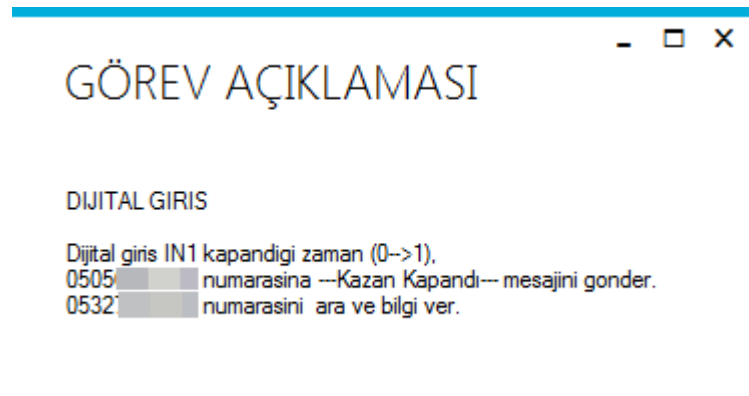 GÖREV AÇIKLAMASI
DIJITAL GIRIS
Dijital giris IN1 kapandigi zaman (0-->1),
0505 numarasina ---Kazan Kapandı--- mesajini gonder.
0532 numarasini ara ve bilgi ver.